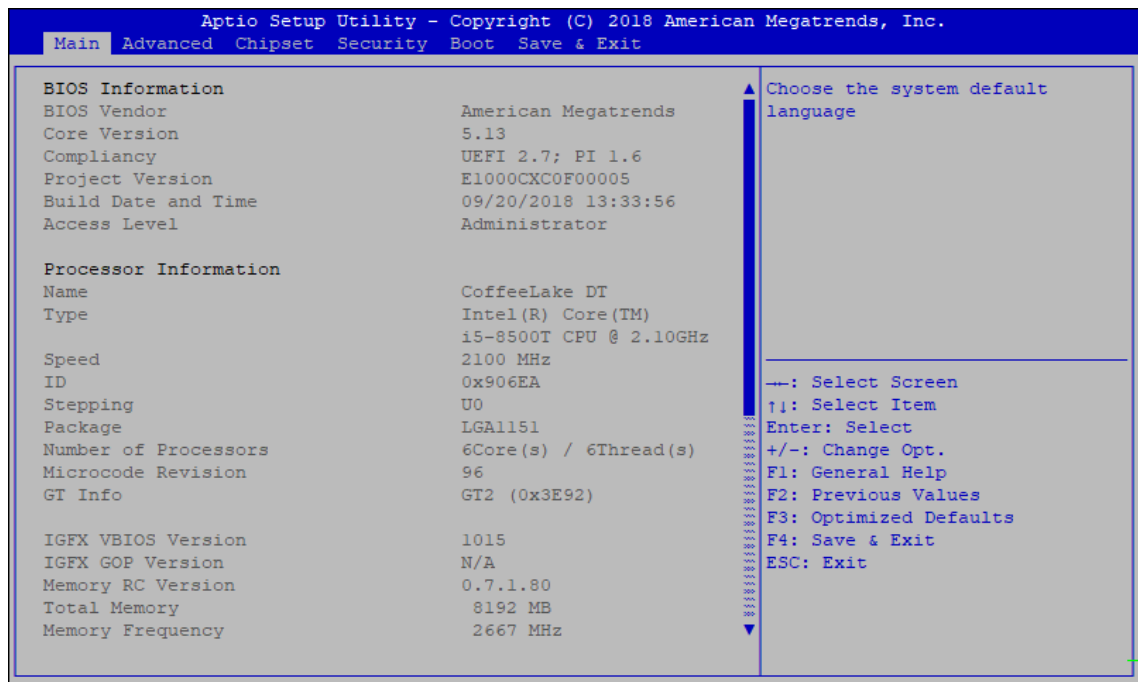 Aptio Setup Utility – Copyright (C) 2018 American Megatrends, Inc.
Main Advanced Chipset Security Boot Save & Exit
BIOS Information
BIOS Vendor American Megatrends
Core Version 5.13
Compliancy UEFI 2.7; PI 1.6
Project Version E1000CXC0F00005
Build Date and Time 09/20/2018 13:33:56
Access Level Administrator
Processor Information
Name CoffeeLake DT
Type Intel(R) Core(TM)
i5-8500T CPU @ 2.10GHz
Speed 2100 MHz
ID 0x906EA
Stepping U0
Package LGA1151
Number of Processors 6Core(s) / 6Thread(s)
Microcode Revision 96
GT Info GT2 (0x3E92)
IGFX VBIOS Version 1015
IGFX GOP Version N/A
Memory RC Version 0.7.1.80
Total Memory 8192 MB
Memory Frequency 2667 MHz
Choose the system default
language
→←: Select Screen
↑↓: Select Item
Enter: Select
+/-: Change Opt.
F1: General Help
F2: Previous Values
F3: Optimized Defaults
F4: Save & Exit
ESC: Exit